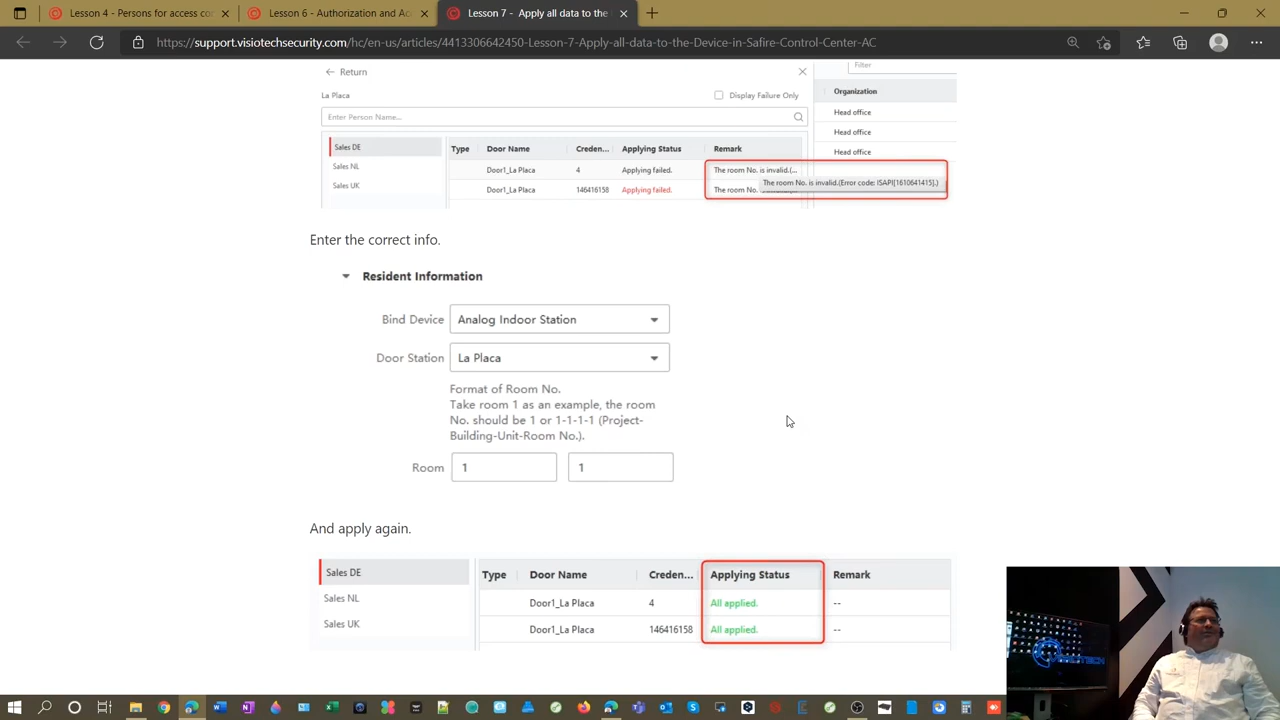 Lesson 4 - Persons for access co
Lesson 6 - Authorization and Ac
Lesson 7 - Apply all data to the
https://support.visiotechsecurity.com/hc/en-us/articles/4413306642450-Lesson-7-Apply-all-data-to-the-Device-in-Safire-Control-Center-AC
Return
Filter
La Placa
Display Failure Only
Organization
Enter Person Name...
Head office
Head office
Head office
Sales DE
Sales NL
Sales UK
Type Door Name Creden... Applying Status Remark
Door1_La Placa 4 Applying failed. The room No. is invalid.(...
The room No. is invalid.(Error code: ISAPI[1610641415].)
Door1_La Placa 146416158 Applying failed. The room No.
Enter the correct info.
Resident Information
Bind Device Analog Indoor Station
Door Station La Placa
Format of Room No.
Take room 1 as an example, the room
No. should be 1 or 1-1-1-1 (Project-
Building-Unit-Room No.).
Room 1 1
And apply again.
Sales DE
Sales NL
Sales UK
Type Door Name Creden... Applying Status Remark
Door1_La Placa 4 All applied. --
Door1_La Placa 146416158 All applied. --